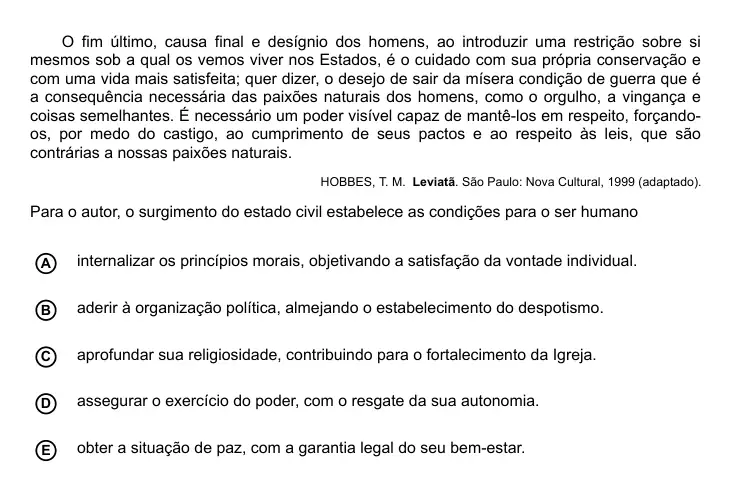 O fim último, causa final e desígnio dos homens, ao introduzir uma restrição sobre si
mesmos sob a qual os vemos viver nos Estados, é o cuidado com sua própria conservação e
com uma vida mais satisfeita; quer dizer, o desejo de sair da mísera condição de guerra que é
a consequência necessária das paixões naturais dos homens, como o orgulho, a vingança e
coisas semelhantes. É necessário um poder visível capaz de mantê-los em respeito, forçando-
os, por medo do castigo, ao cumprimento de seus pactos e ao respeito às leis, que são
contrárias a nossas paixões naturais.
HOBBES, T. M. Leviatã. São Paulo: Nova Cultural, 1999 (adaptado).
Para o autor, o surgimento do estado civil estabelece as condições para o ser humano
A internalizar os princípios morais, objetivando a satisfação da vontade individual.
B aderir à organização política, almejando o estabelecimento do despotismo.
C aprofundar sua religiosidade, contribuindo para o fortalecimento da Igreja.
D assegurar o exercício do poder, com o resgate da sua autonomia.
E obter a situação de paz, com a garantia legal do seu bem-estar.